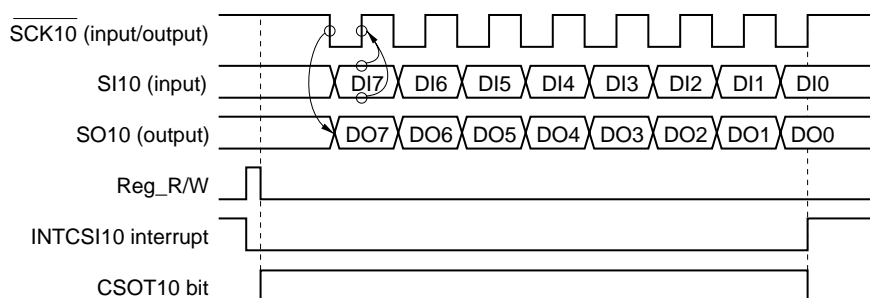 SCK10 (input/output)
SI10 (input) DI7 DI6 DI5 DI4 DI3 DI2 DI1 DI0
SO10 (output) DO7 DO6 DO5 DO4 DO3 DO2 DO1 DO0
Reg_R/W
INTCSI10 interrupt
CSOT10 bit